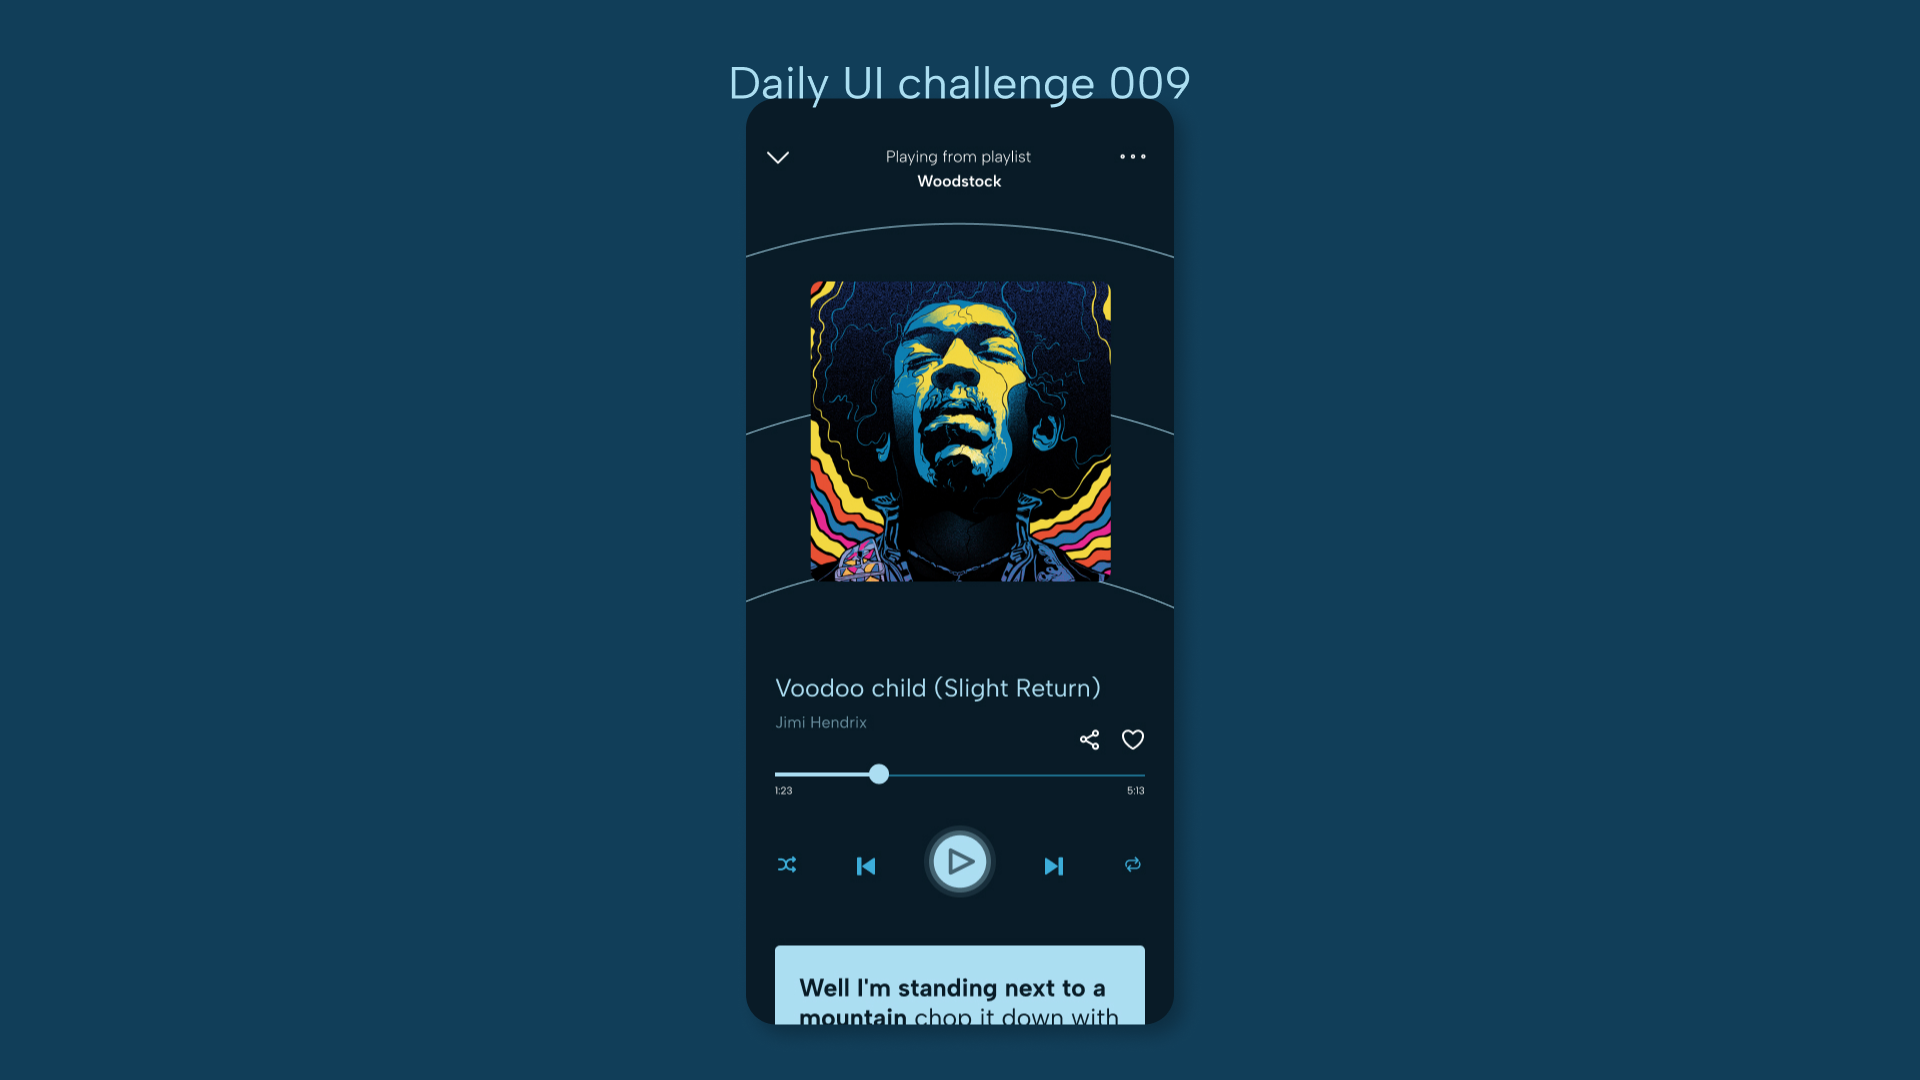 Daily UI challenge 009
Playing from playlist
Woodstock
Voodoo child (Slight Return)
Jimi Hendrix
1:23
5:13
Well I'm standing next to a
mountain chop it down with